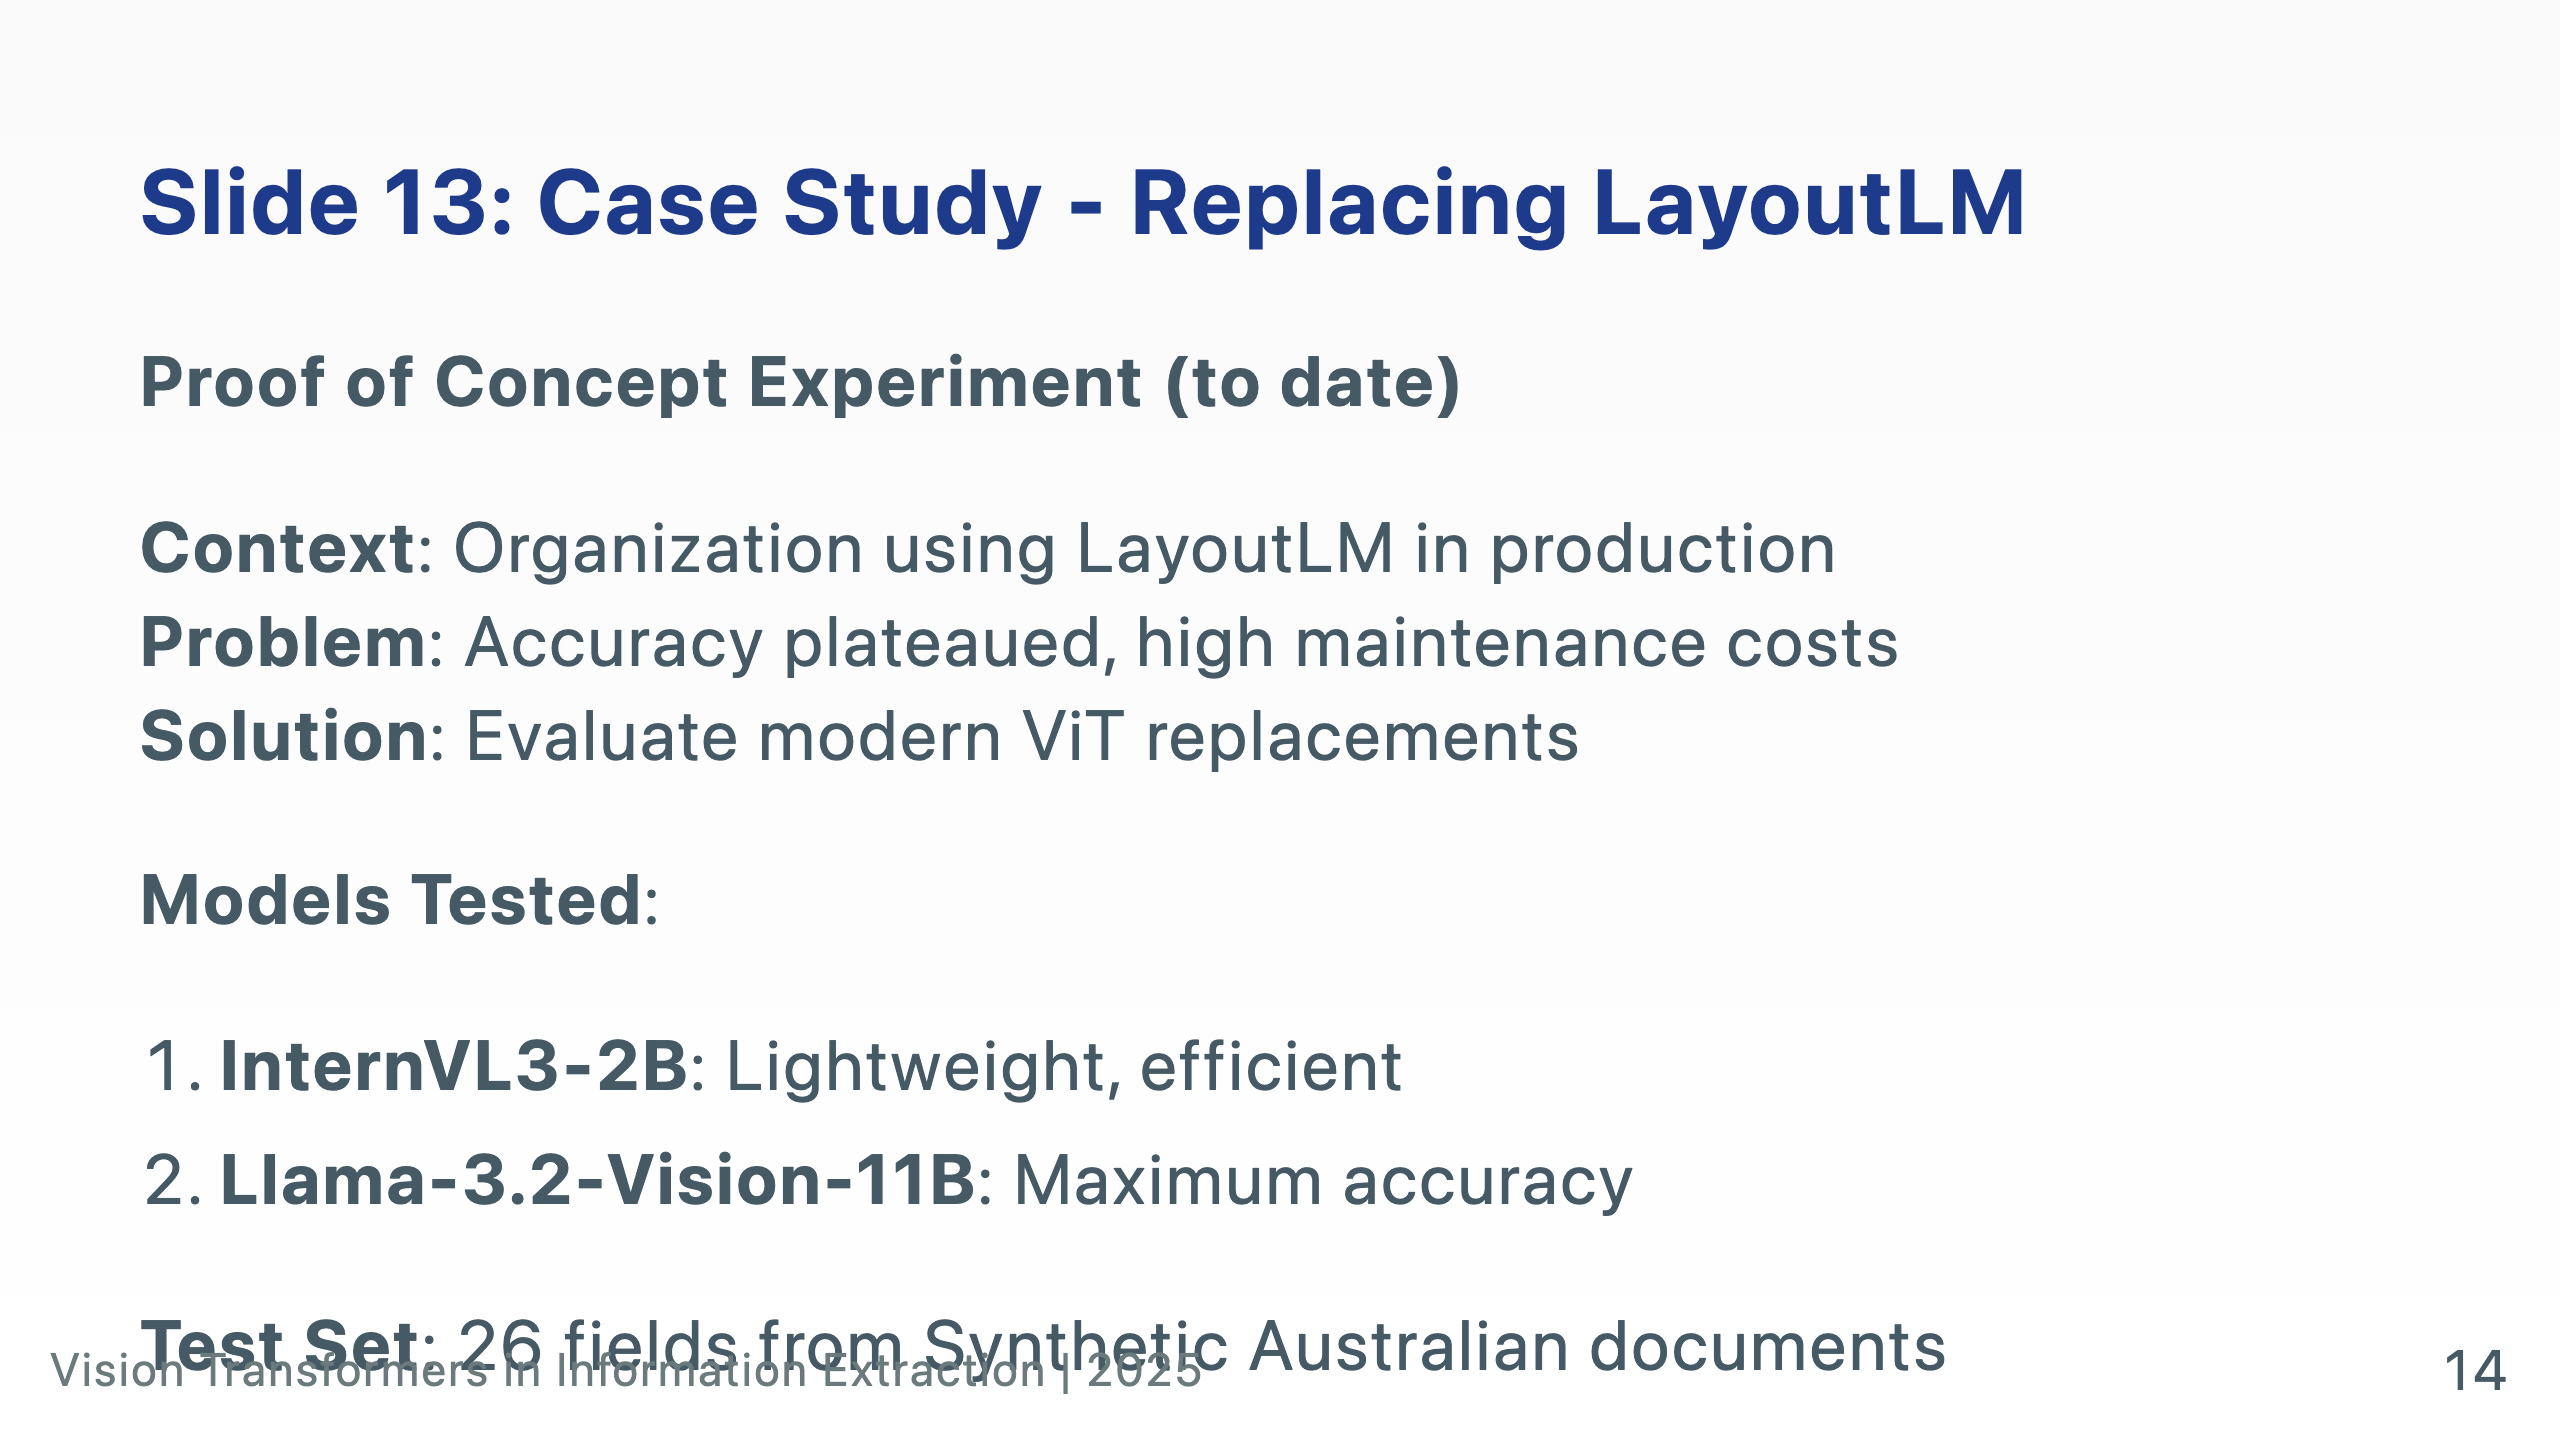 Slide 13: Case Study - Replacing LayoutLM
Proof of Concept Experiment (to date)
Context: Organization using LayoutLM in production
Problem: Accuracy plateaued, high maintenance costs
Solution: Evaluate modern ViT replacements
Models Tested:
1. InternVL3-2B: Lightweight, efficient
2. Llama-3.2-Vision-11B: Maximum accuracy
Test Set: 26 fields from Synthetic Australian documents
Vision Transformers in Information Extraction | 2025
14